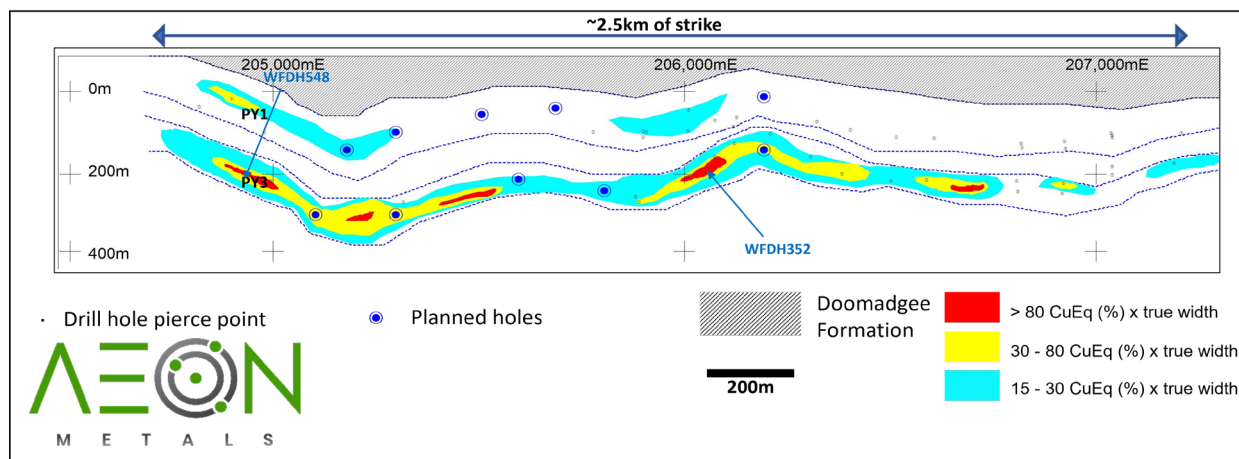 ~2.5km of strike
205,000mE
206,000mE
207,000mE
WFDH548
0m
PY1
200m
PY3
WFDH352
400m
Drill hole pierce point
Planned holes
Doomadgee
Formation
200m
> 80 CuEq (%) x true width
30 - 80 CuEq (%) x true width
15 - 30 CuEq (%) x true width
AEON
METALS